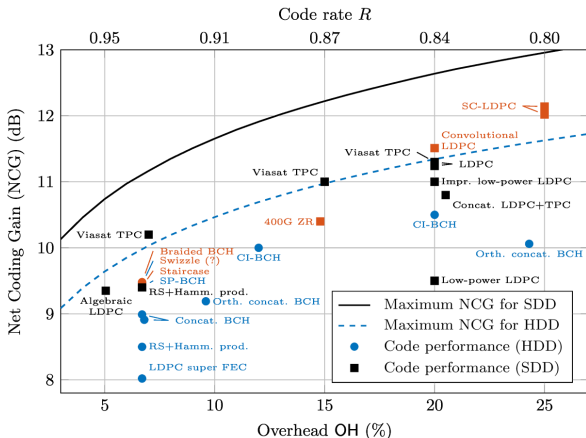 Code rate R
0.95 0.91 0.87 0.84 0.80
13
12
11
10
9
8
Net Coding Gain (NCG) (dB)
SC-LDPC
Convolutional
LDPC
Viasat TPC
LDPC
Viasat TPC
Impr. low-power LDPC
Concat. LDPC+TPC
400G ZR
CI-BCH
Viasat TPC
Orth. concat. BCH
CI-BCH
Braided BCH
Swizzle (?)
Staircase
SP-BCH
RS+Hamm. prod.
Algebraic
LDPC
Orth. concat. BCH
Low-power LDPC
Concat. BCH
RS+Hamm. prod.
LDPC super FEC
Maximum NCG for SDD
Maximum NCG for HDD
Code performance (HDD)
Code performance (SDD)
5 10 15 20 25
Overhead OH (%)